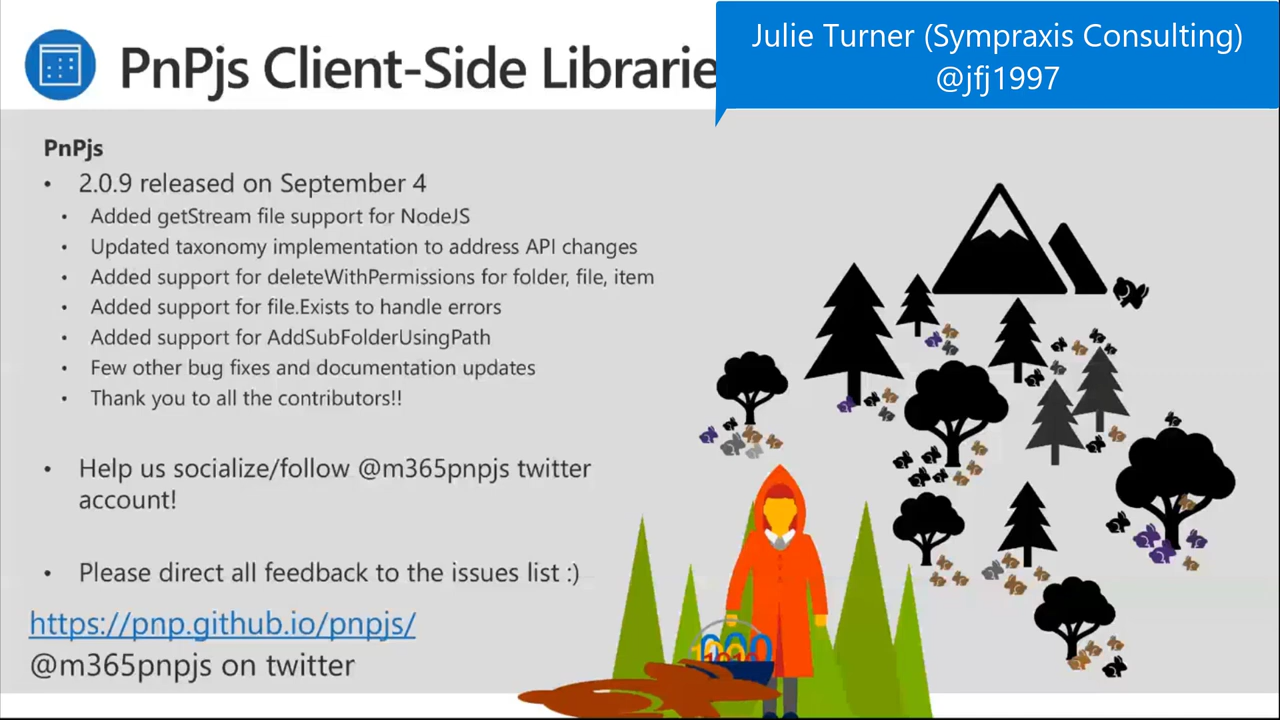 PnPjs Client-Side Librarie
Julie Turner (Sympraxis Consulting)
@jfj1997
PnPjs
• 2.0.9 released on September 4
• Added getStream file support for NodeJS
• Updated taxonomy implementation to address API changes
• Added support for deleteWithPermissions for folder, file, item
• Added support for file.Exists to handle errors
• Added support for AddSubFolderUsingPath
• Few other bug fixes and documentation updates
• Thank you to all the contributors!!
• Help us socialize/follow @m365pnpjs twitter
account!
• Please direct all feedback to the issues list :)
https://pnp.github.io/pnpjs/
@m365pnpjs on twitter